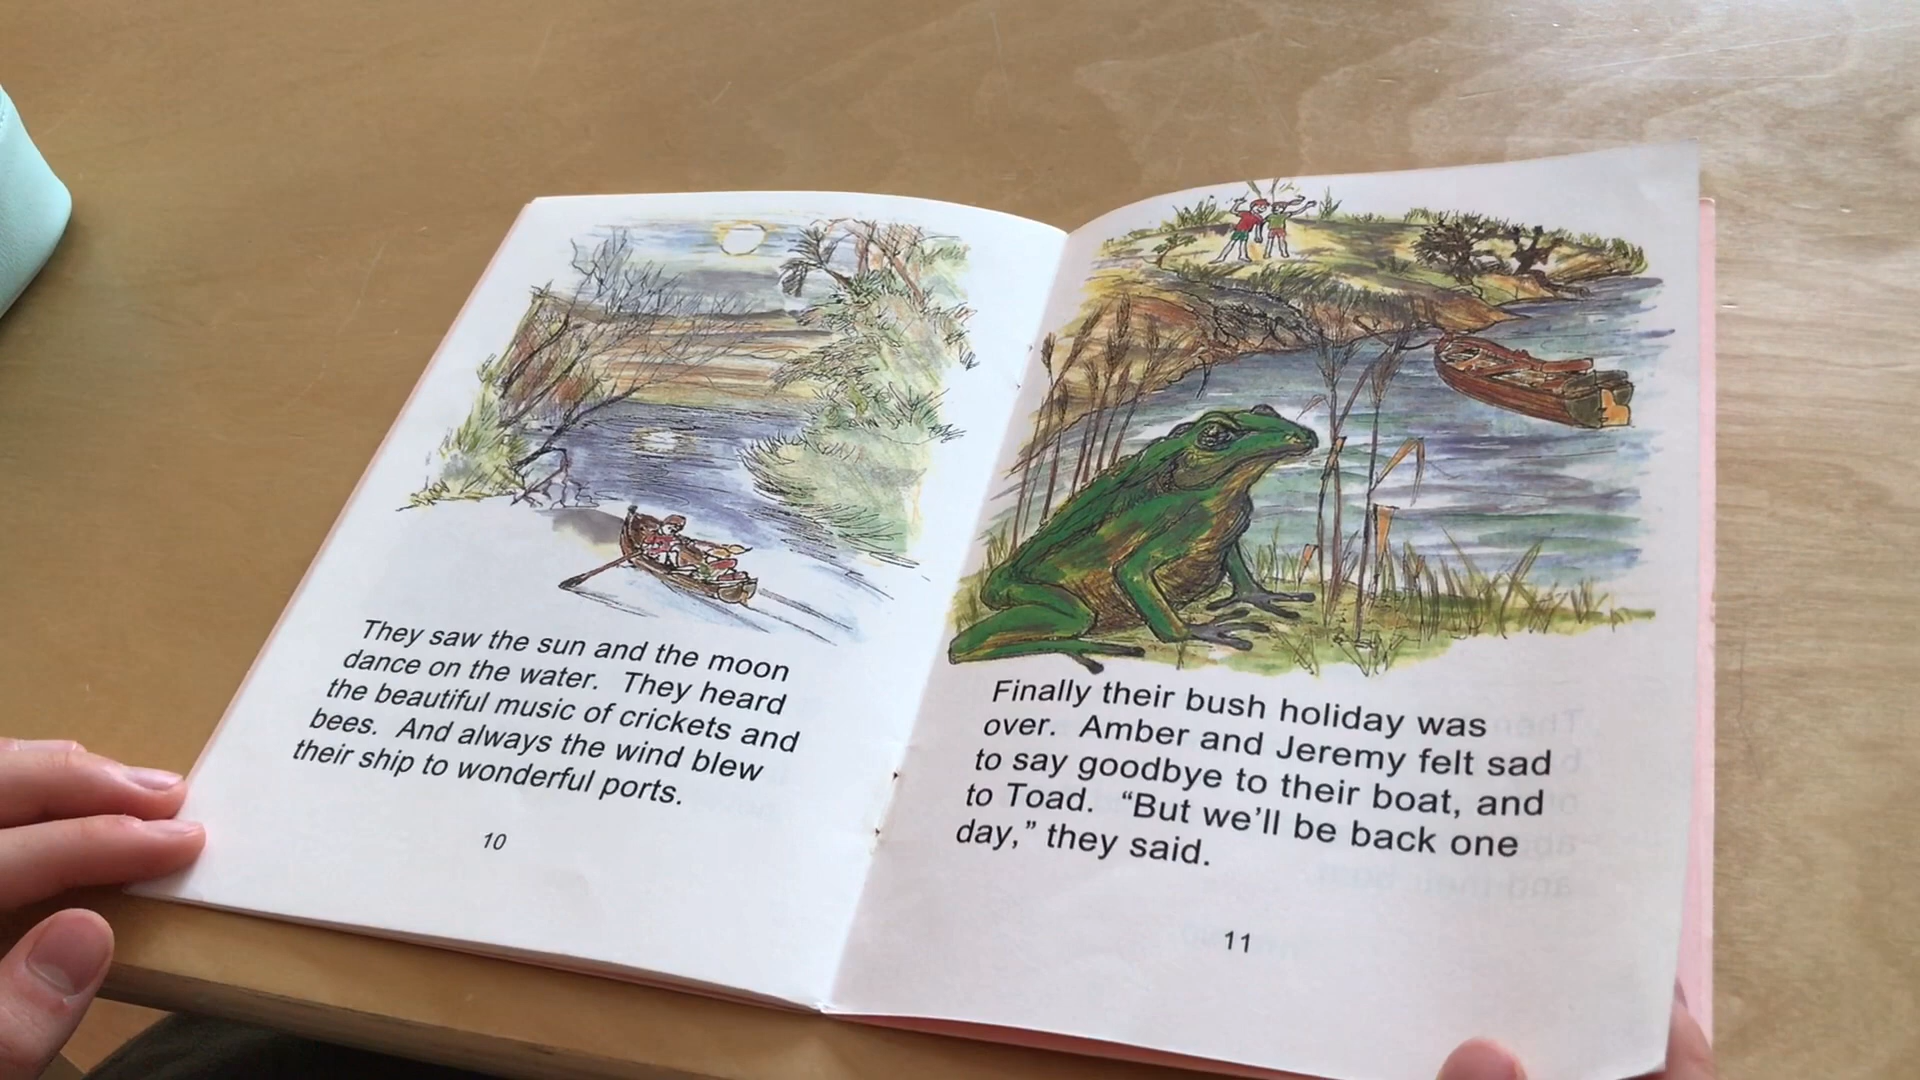 They saw the sun and the moon
dance on the water. They heard
the beautiful music of crickets and
bees. And always the wind blew
their ship to wonderful ports.
10
Finally their bush holiday was
over. Amber and Jeremy felt sad
to say goodbye to their boat, and
to Toad. “But we’ll be back one
day,” they said.
11